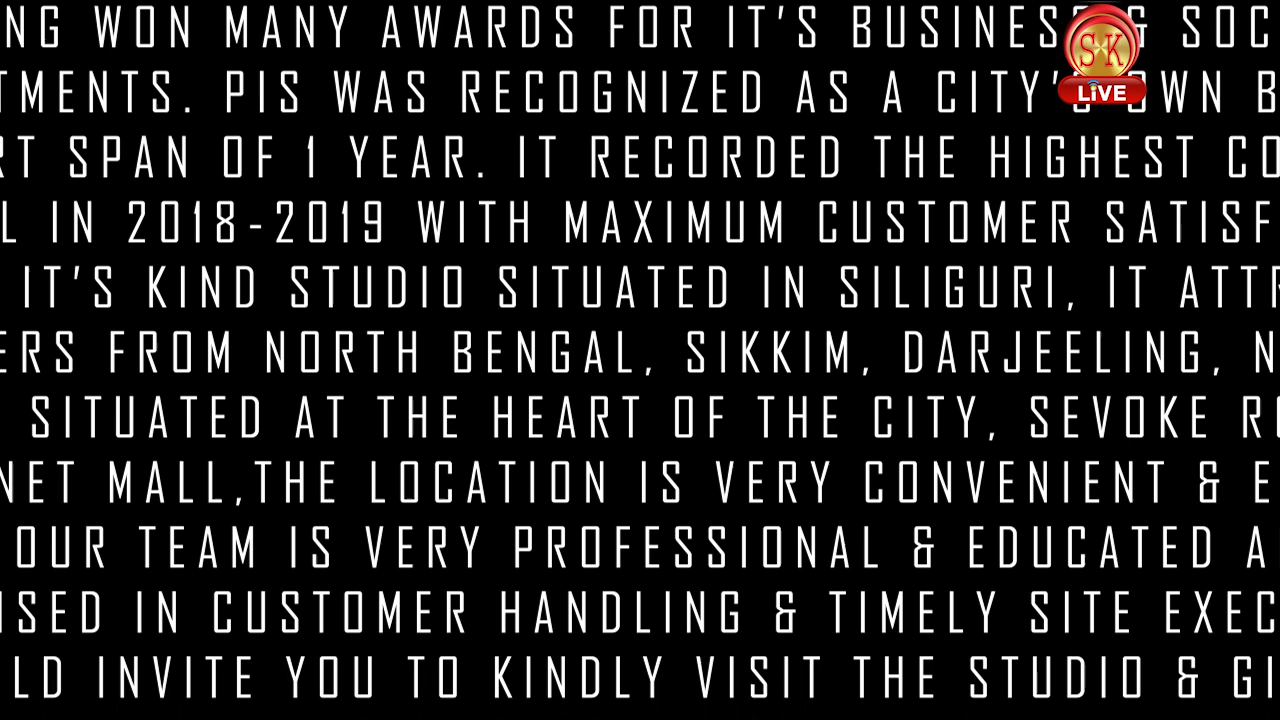 NG WON MANY AWARDS FOR IT'S BUSINESS & SOC
TMENTS. PIS WAS RECOGNIZED AS A CITY'S OWN B
RT SPAN OF 1 YEAR. IT RECORDED THE HIGHEST CO
L IN 2018-2019 WITH MAXIMUM CUSTOMER SATISF
IT'S KIND STUDIO SITUATED IN SILIGURI, IT ATTR
ERS FROM NORTH BENGAL, SIKKIM, DARJEELING, N
SITUATED AT THE HEART OF THE CITY, SEVOKE R
NET MALL,THE LOCATION IS VERY CONVENIENT & E
OUR TEAM IS VERY PROFESSIONAL & EDUCATED A
ISED IN CUSTOMER HANDLING & TIMELY SITE EXEC
LD INVITE YOU TO KINDLY VISIT THE STUDIO & GI
SK
LiVE